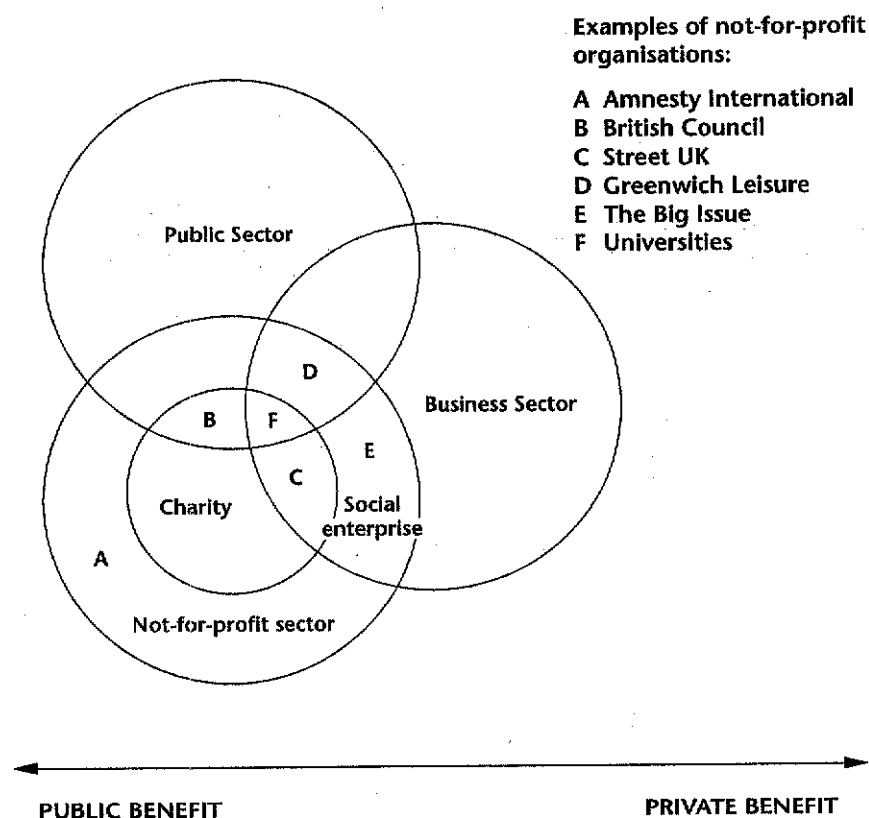 Examples of not-for-profit
organisations:
A Amnesty International
B British Council
C Street UK
D Greenwich Leisure
E The Big Issue
F Universities
Public Sector
D
Business Sector
B
F
E
C
Charity
Social
enterprise
A
Not-for-profit sector
PUBLIC BENEFIT
PRIVATE BENEFIT